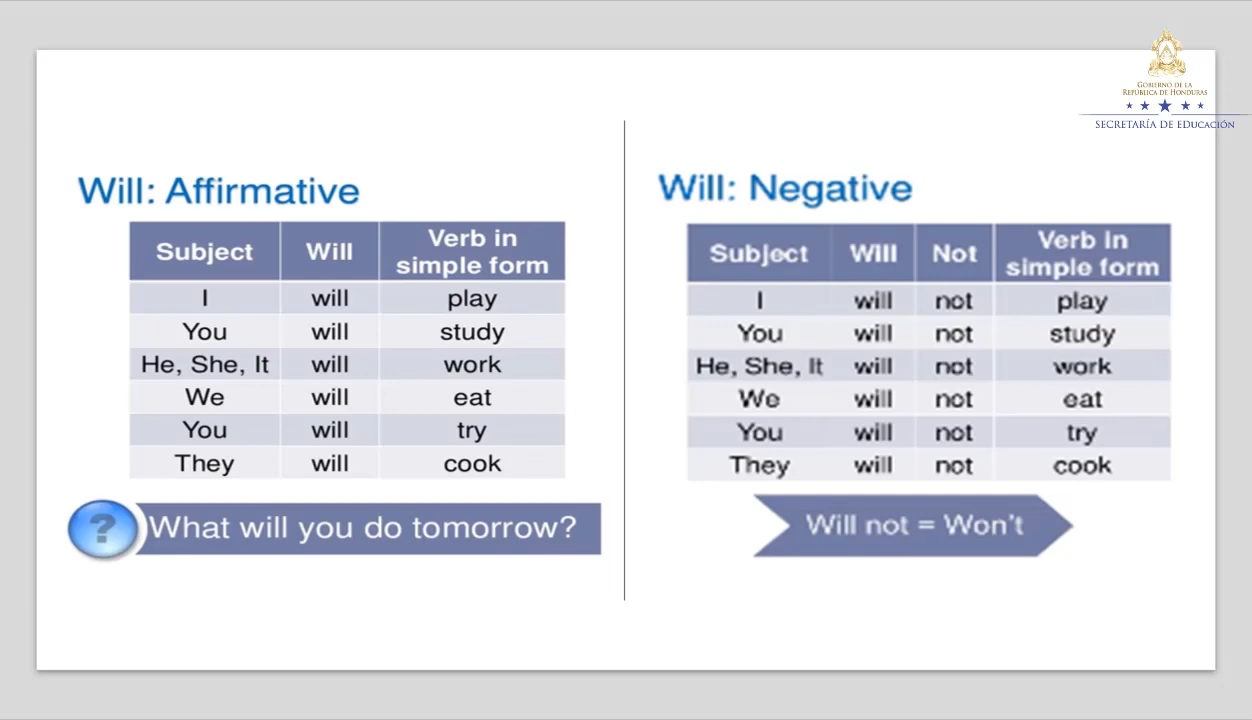 GOBIERNO DE LA
REPÚBLICA DE HONDURAS
SECRETARÍA DE EDUCACIÓN
Will: Affirmative
Subject Will Verb in simple form
I will play
You will study
He, She, It will work
We will eat
You will try
They will cook
? What will you do tomorrow?
Will: Negative
Subject Will Not Verb in simple form
I will not play
You will not study
He, She, It will not work
We will not eat
You will not try
They will not cook
Will not = Won't